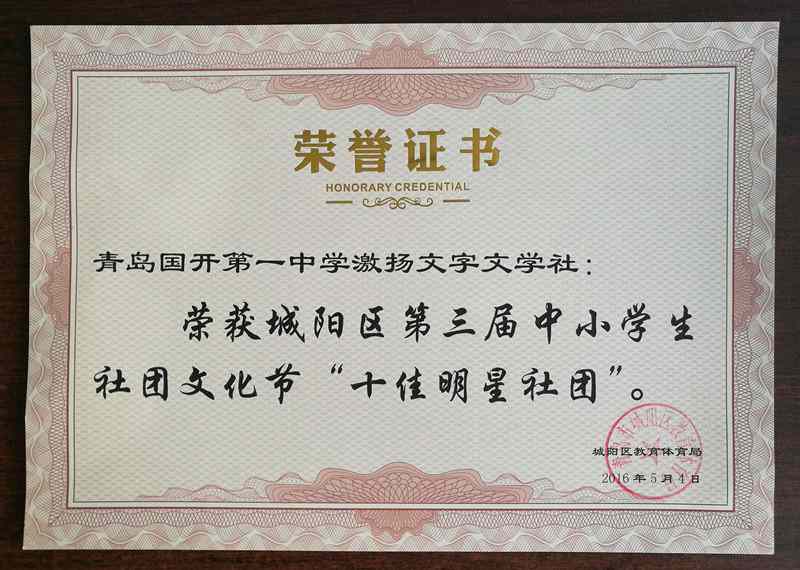 荣誉证书
HONORARY CREDENTIAL
青岛国开第一中学激扬文字文学社：
荣获城阳区第三届中小学生
社团文化节“十佳明星社团”。
城阳区教育体育局
2016年5月4日